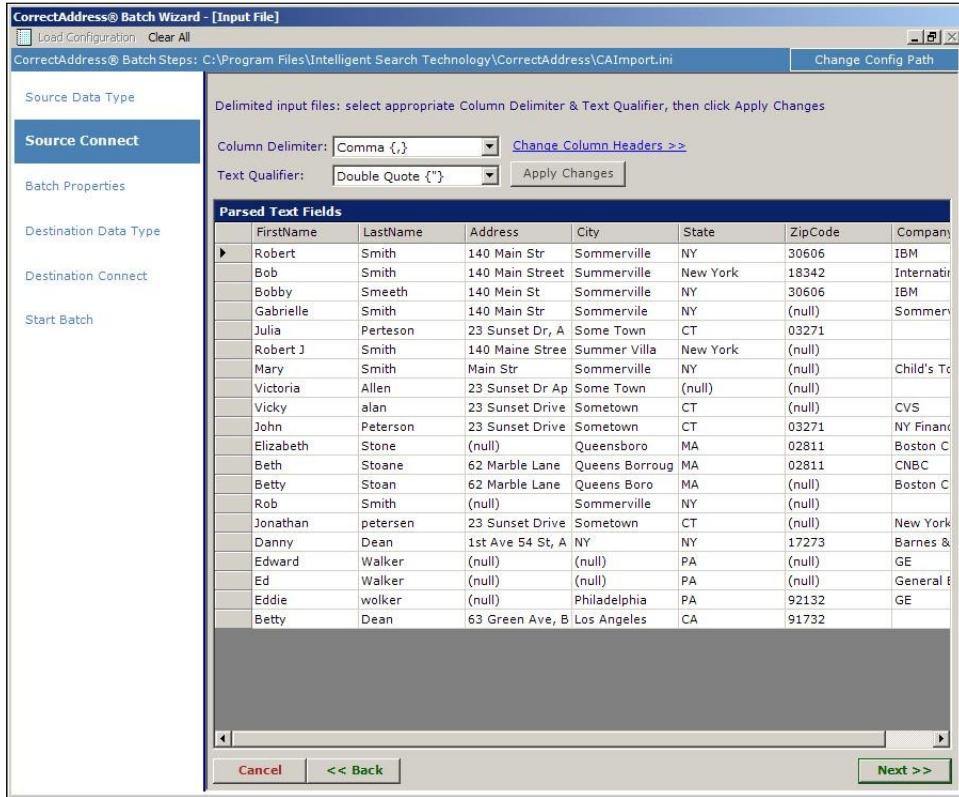 CorrectAddress® Batch Wizard - [Input File]
Load Configuration Clear All
CorrectAddress® Batch Steps: C:\Program Files\Intelligent Search Technology\CorrectAddress\CAImport.ini Change Config Path
Source Data Type
Source Connect
Batch Properties
Destination Data Type
Destination Connect
Start Batch
Delimited input files: select appropriate Column Delimiter & Text Qualifier, then click Apply Changes
Column Delimiter: Comma {,} Change Column Headers >>
Text Qualifier: Double Quote {"} Apply Changes
Parsed Text Fields
FirstName LastName Address City State ZipCode Company
Robert Smith 140 Main Str Sommerville NY 30606 IBM
Bob Smith 140 Main Street Summerville New York 18342 Internatin
Bobby Smeeth 140 Mein St Sommerville NY 30606 IBM
Gabrielle Smith 140 Main Str Sommervile NY (null) Sommerv
Julia Perteson 23 Sunset Dr, A Some Town CT 03271
Robert J Smith 140 Maine Stree Summer Villa New York (null)
Mary Smith Main Str Sommerville NY (null) Child's To
Victoria Allen 23 Sunset Dr Ap Some Town (null) (null)
Vicky alan 23 Sunset Drive Sometown CT (null) CVS
John Peterson 23 Sunset Drive Sometown CT 03271 NY Financ
Elizabeth Stone (null) Queensboro MA 02811 Boston C
Beth Stoane 62 Marble Lane Queens Borroug MA 02811 CNBC
Betty Stoan 62 Marble Lane Queens Boro MA (null) Boston C
Rob Smith (null) Sommerville NY (null)
Jonathan petersen 23 Sunset Drive Sometown CT (null) New York
Danny Dean 1st Ave 54 St, A NY NY 17273 Barnes &
Edward Walker (null) (null) PA (null) GE
Ed Walker (null) (null) PA (null) General E
Eddie wolker (null) Philadelphia PA 92132 GE
Betty Dean 63 Green Ave, B Los Angeles CA 91732
Cancel << Back Next >>